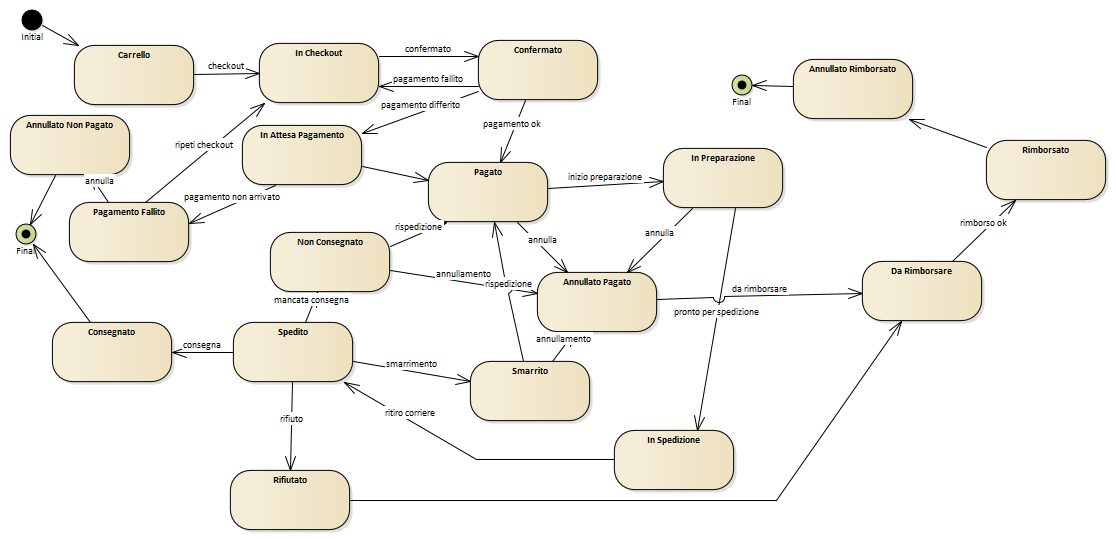 Initial
Carrello
checkout
In Checkout
confermato
Confermato
pagamento fallito
pagamento differito
Annullato Rimborsato
Final
Annullato Non Pagato
ripeti checkout
In Attesa Pagamento
pagamento ok
annulla
Pagamento Fallito
pagamento non arrivato
Pagato
inizio preparazione
In Preparazione
Rimborsato
Final
Non Consegnato
rispedizione
annulla
annulla
rimborso ok
annullamento
rispedizione
Annullato Pagato
da rimborsare
Da Rimborsare
mancata consegna
pronto per spedizione
Consegnato
consegna
Spedito
annullamento
smarrimento
Smarrito
rifiuto
ritiro corriere
In Spedizione
Rifiutato